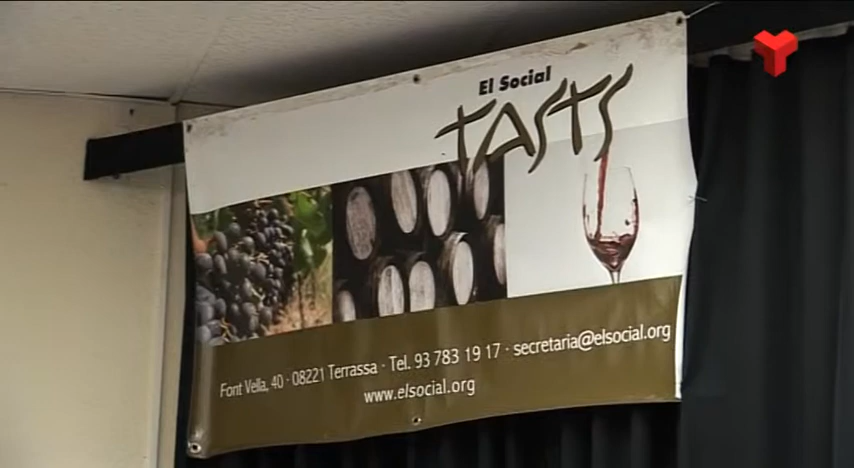 El Social
TASTS
Font Vella, 40 · 08221 Terrassa · Tel. 93 783 19 17 · secretaria@elsocial.org
www.elsocial.org